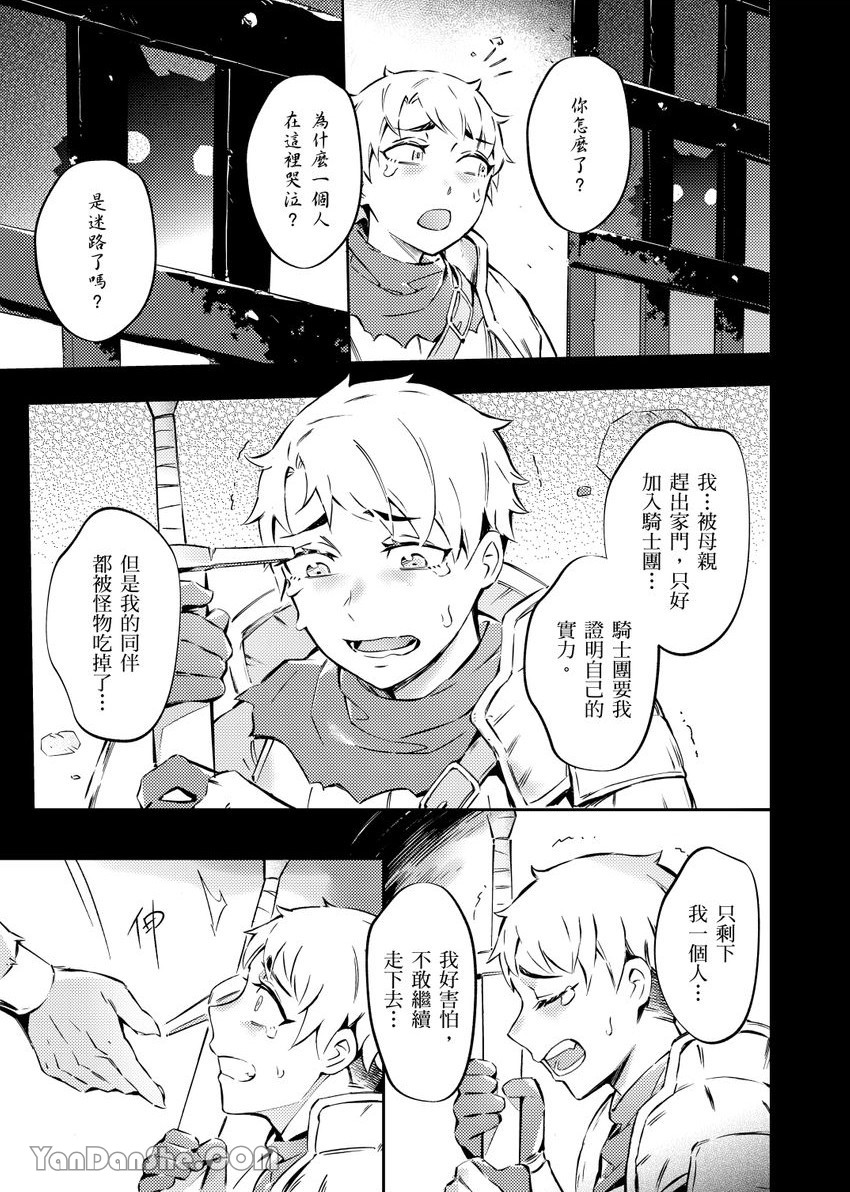 你怎麼了？
為什麼一個人
在這裡哭泣？
是迷路了嗎？
我…被母親
趕出家門，只好
加入騎士團…
騎士團要我
證明自己的
實力。
但是我的同伴
都被怪物吃掉了…
只剩下
我一個人…
我好害怕，
不敢繼續
走下去…
伸
YanDanshe.COM